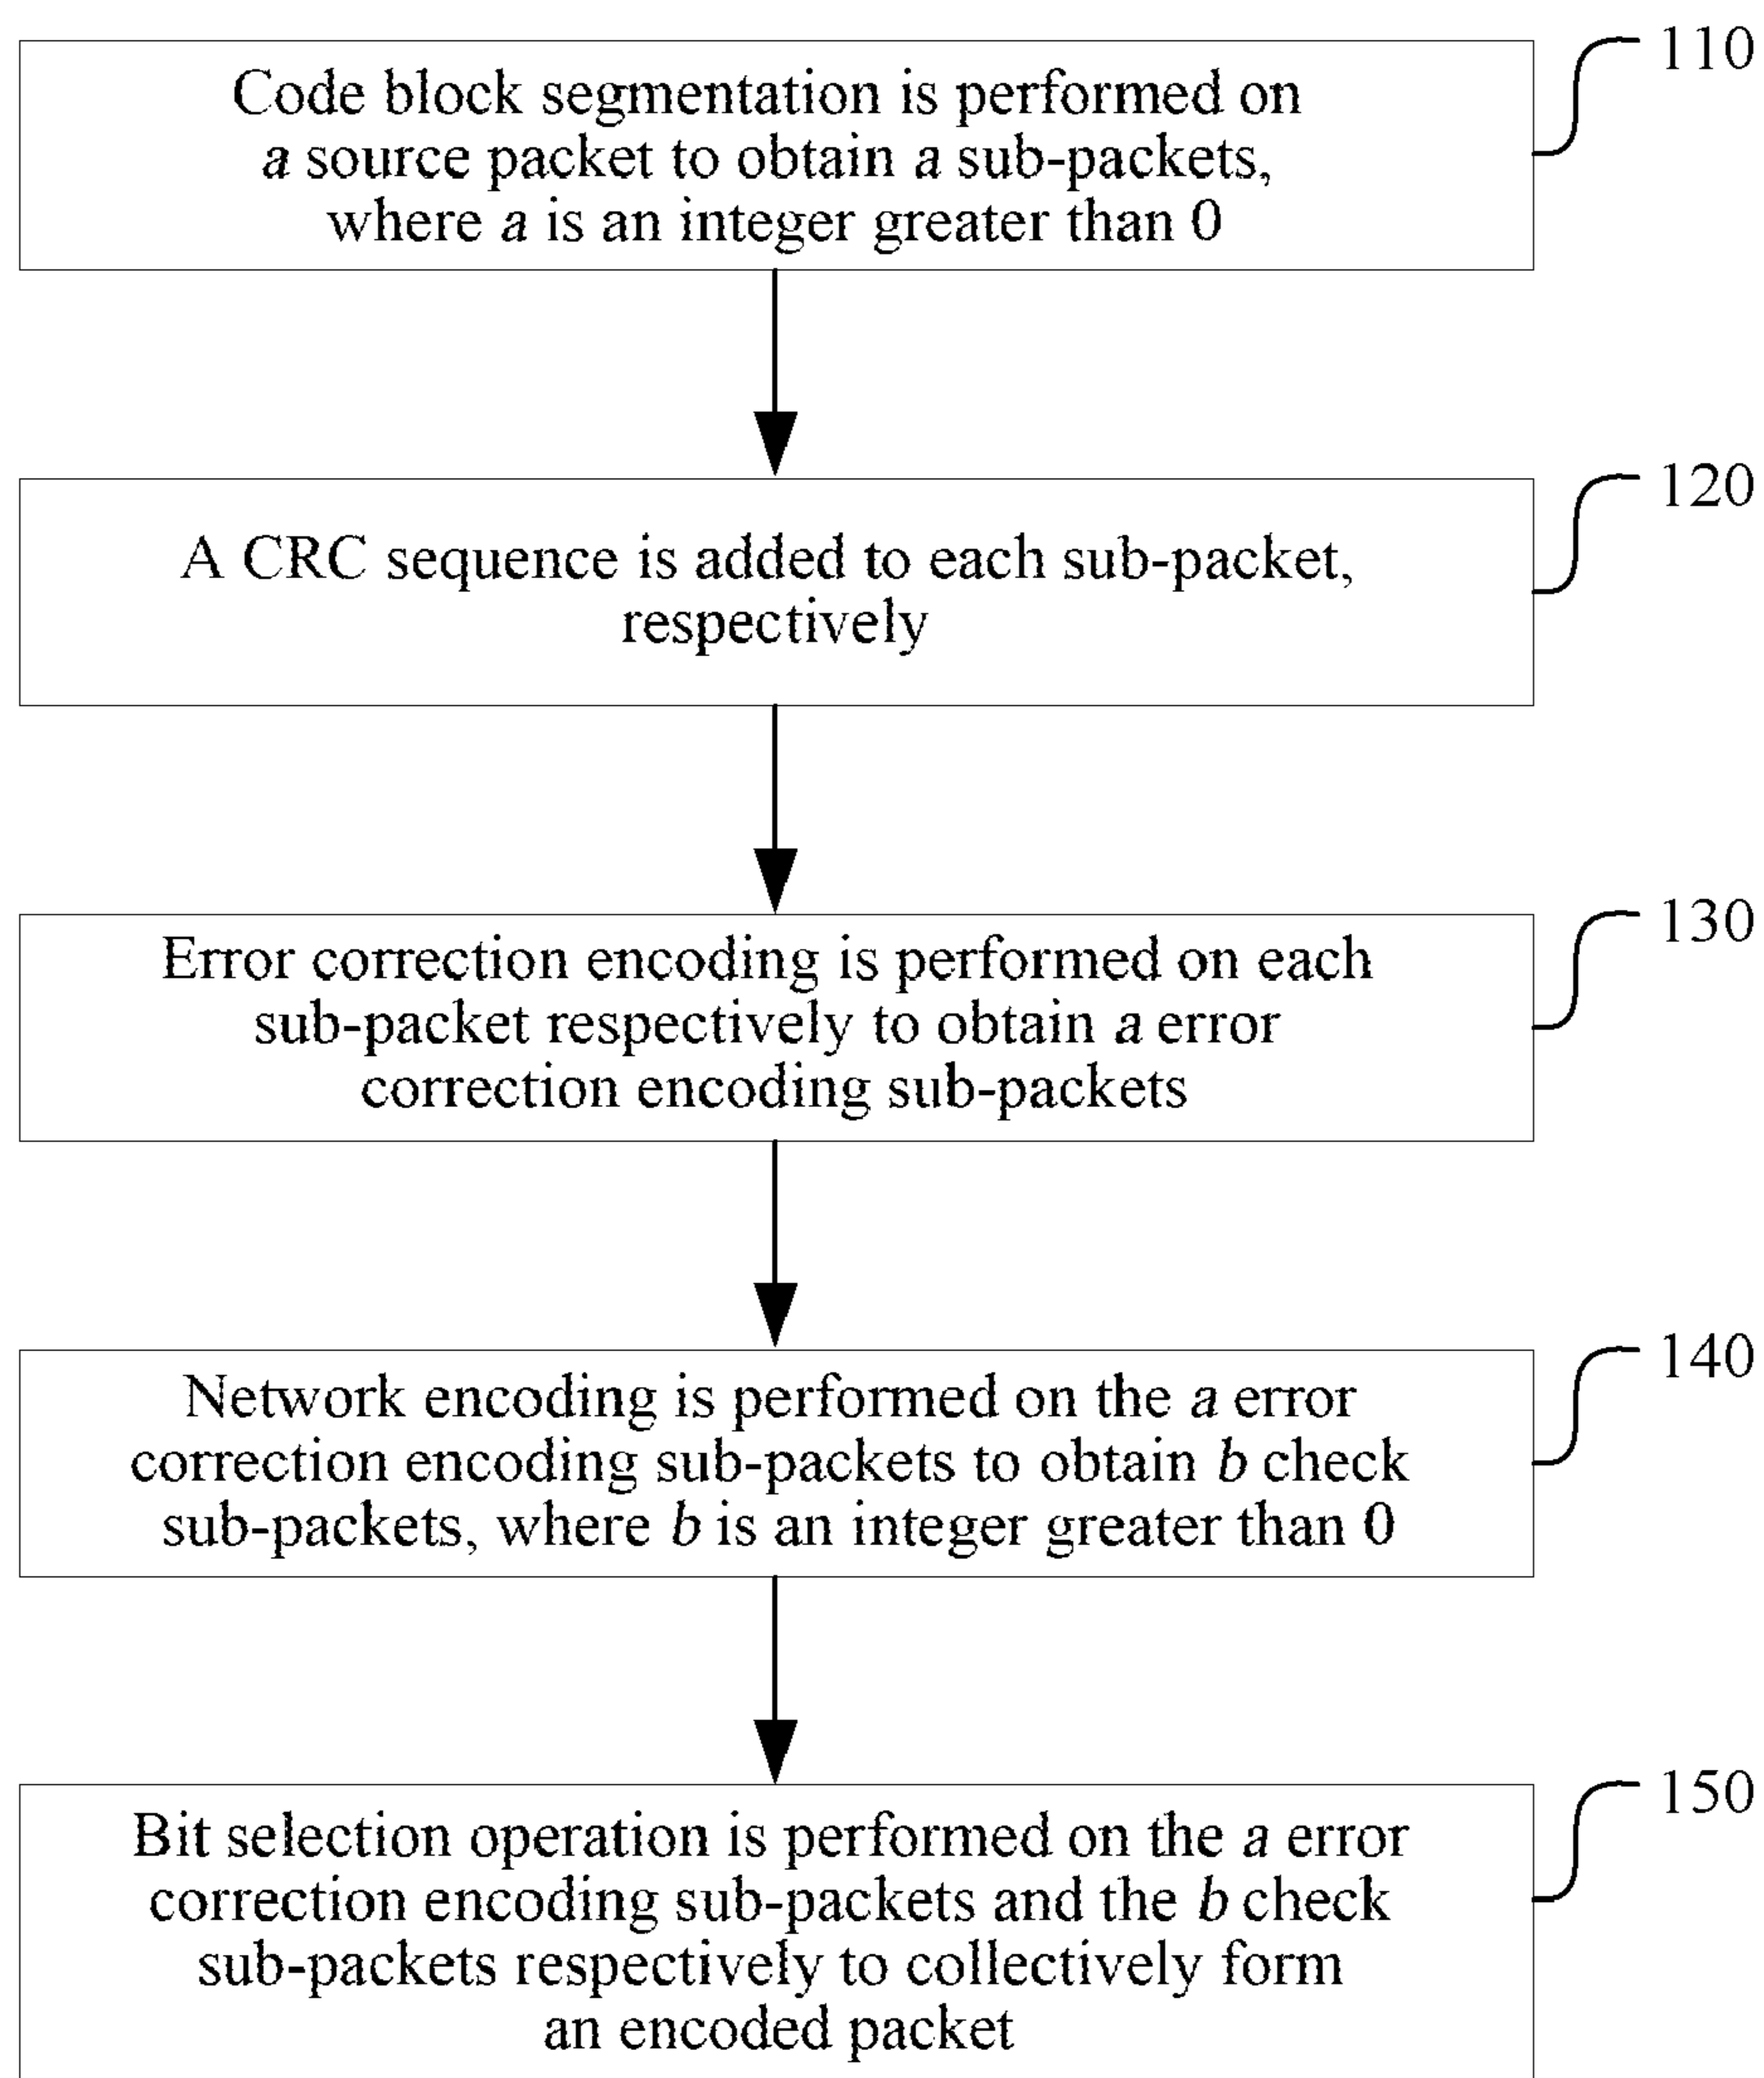 110
Code block segmentation is performed on
a source packet to obtain a sub-packets,
where a is an integer greater than 0
120
A CRC sequence is added to each sub-packet,
respectively
130
Error correction encoding is performed on each
sub-packet respectively to obtain a error
correction encoding sub-packets
140
Network encoding is performed on the a error
correction encoding sub-packets to obtain b check
sub-packets, where b is an integer greater than 0
150
Bit selection operation is performed on the a error
correction encoding sub-packets and the b check
sub-packets respectively to collectively form
an encoded packet